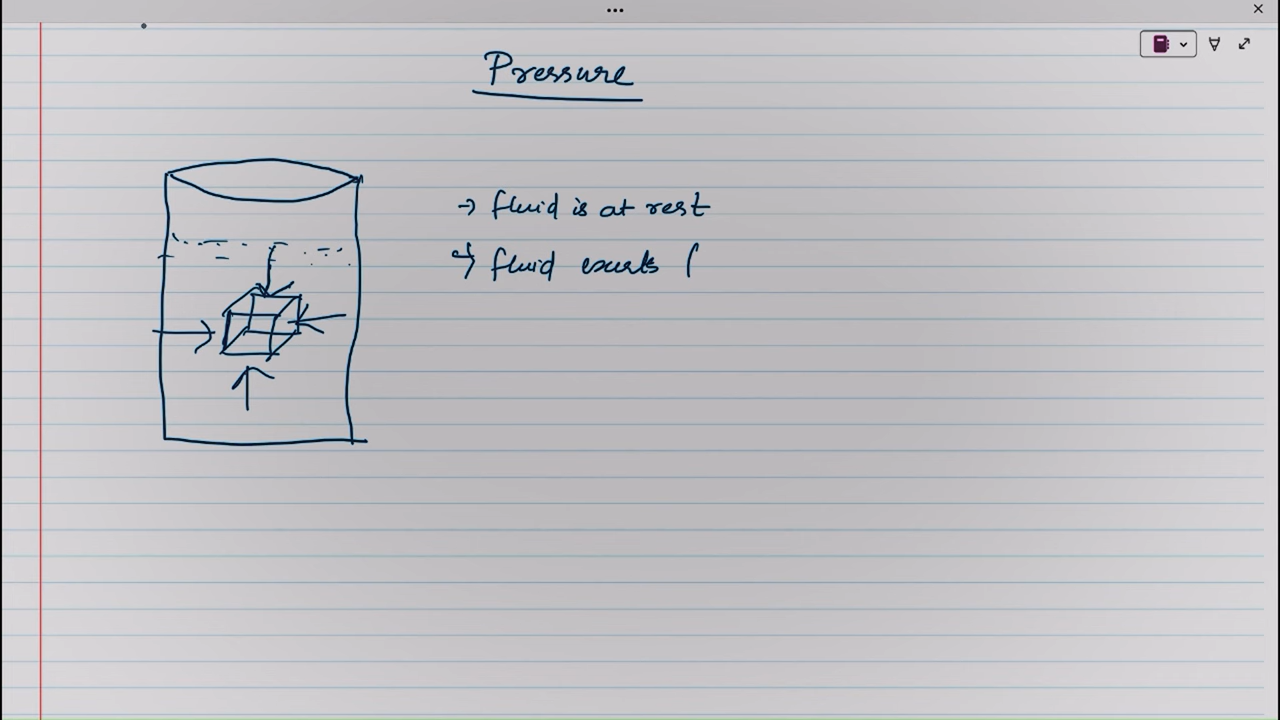 Pressure
→ fluid is at rest
→ fluid exerts